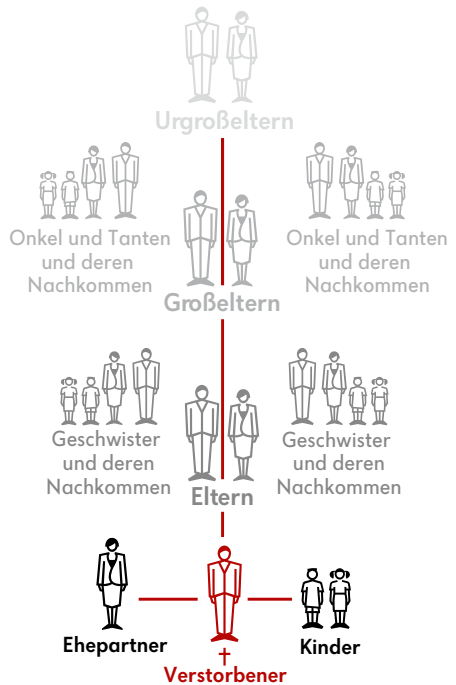 Urgroßeltern
Onkel und Tanten
und deren
Nachkommen
Onkel und Tanten
und deren
Nachkommen
Großeltern
Geschwister
und deren
Nachkommen
Geschwister
und deren
Nachkommen
Eltern
Ehepartner
Kinder
†
Verstorbener